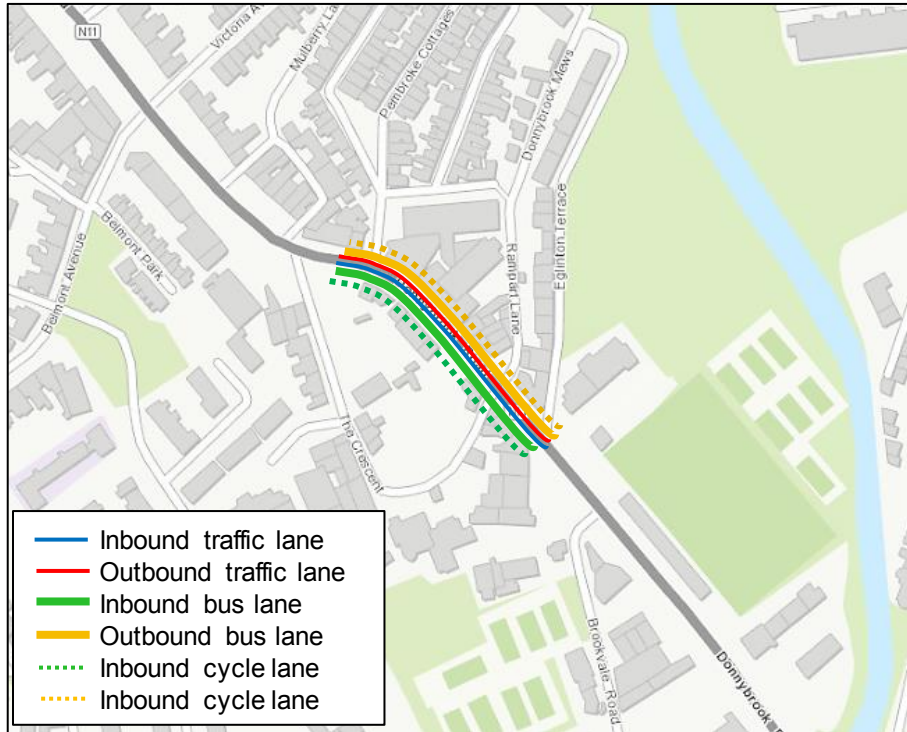 N11
Victoria A
Mulberry La
Pembroke Cottages
Donnybrook Mews
Belmont Avenue
Belmont Park
Rampart Lane
Eglinton Terrace
The Crescent
Brookvale Road
Donnybrook
Inbound traffic lane
Outbound traffic lane
Inbound bus lane
Outbound bus lane
Inbound cycle lane
Inbound cycle lane